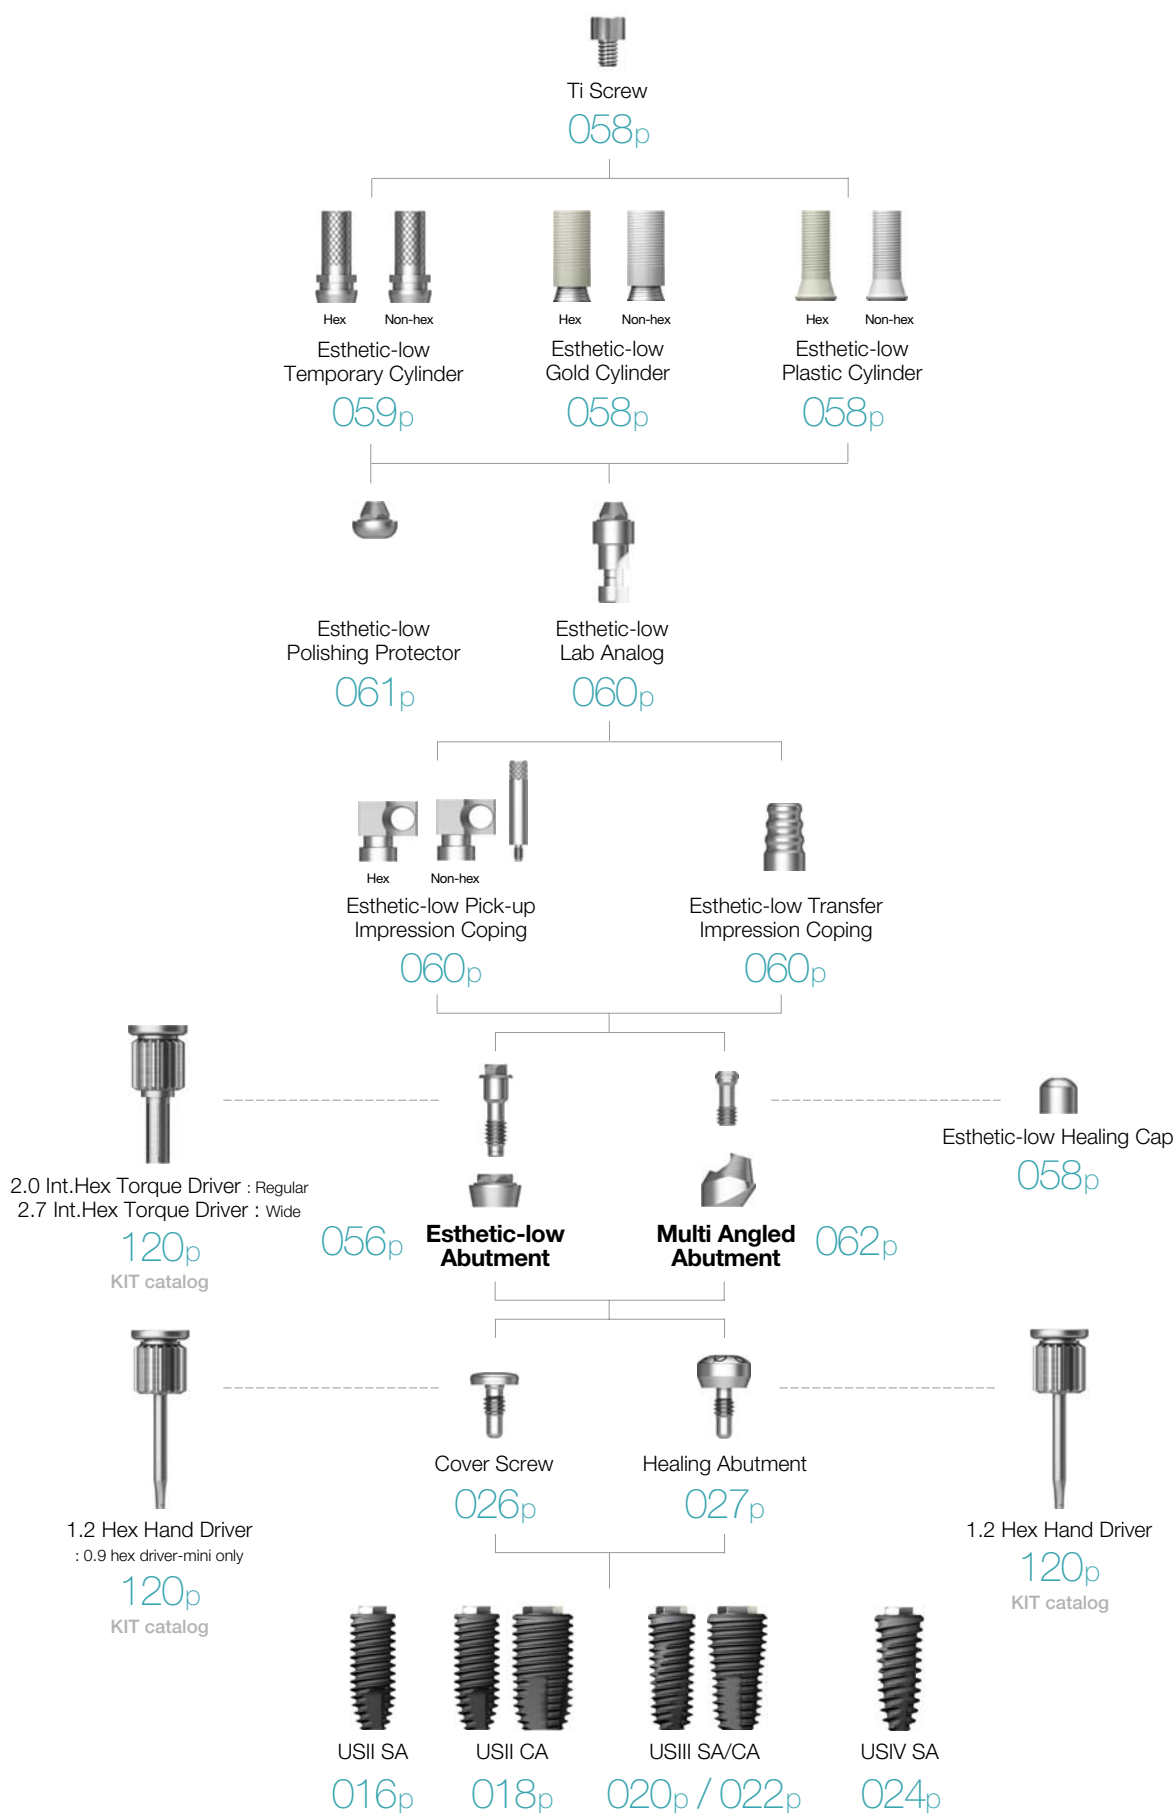 Ti Screw
058p
Hex
Non-hex
Hex
Non-hex
Hex
Non-hex
Esthetic-low
Temporary Cylinder
059p
Esthetic-low
Gold Cylinder
058p
Esthetic-low
Plastic Cylinder
058p
Esthetic-low
Polishing Protector
061p
Esthetic-low
Lab Analog
060p
Hex
Non-hex
Esthetic-low Pick-up
Impression Coping
060p
Esthetic-low Transfer
Impression Coping
060p
2.0 Int.Hex Torque Driver : Regular
2.7 Int.Hex Torque Driver : Wide
120p
KIT catalog
056p
Esthetic-low
Abutment
Multi Angled
Abutment
062p
Esthetic-low Healing Cap
058p
1.2 Hex Hand Driver
: 0.9 hex driver-mini only
120p
KIT catalog
Cover Screw
026p
Healing Abutment
027p
1.2 Hex Hand Driver
120p
KIT catalog
USII SA
016p
USII CA
018p
USIII SA/CA
020p / 022p
USIV SA
024p